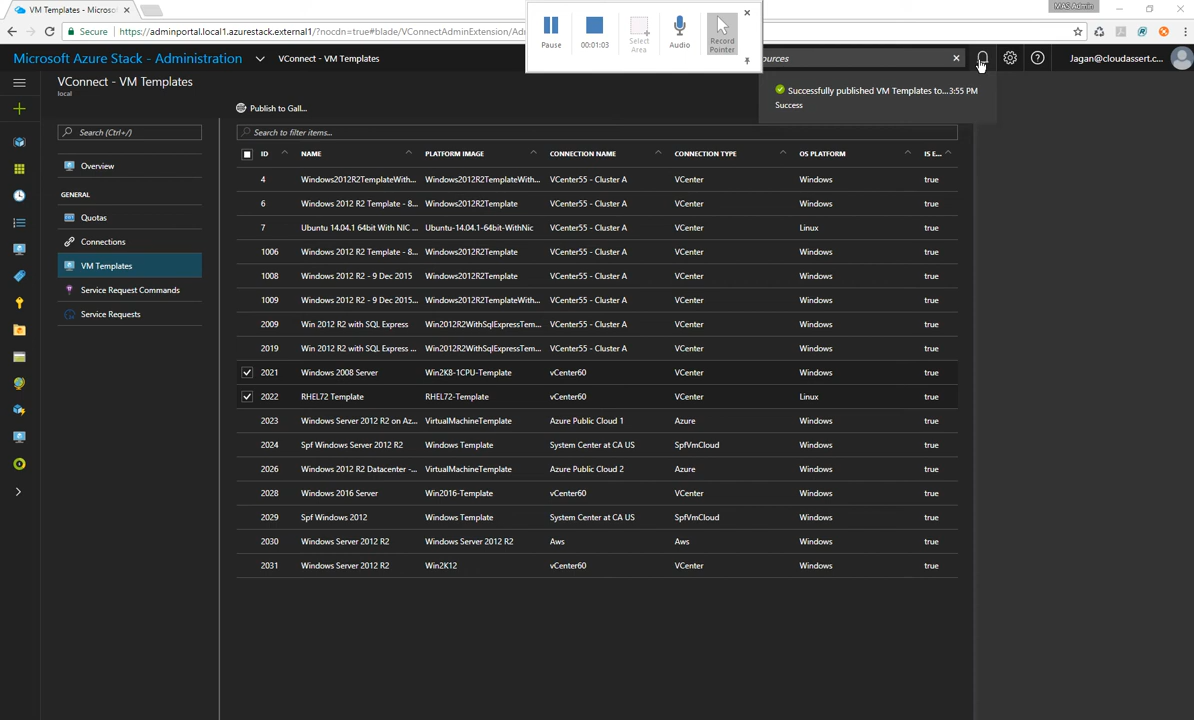 VM Templates - Microso
MAS Admin
Secure https://adminportal.local1.azurestack.external1/?nocdn=true#blade/VConnectAdminExtension/
Pause
00:01:03
Select Area
Audio
Record Pointer
Microsoft Azure Stack - Administration
VConnect - VM Templates
Jagan@cloudassert.c...
VConnect - VM Templates
local
Successfully published VM Templates to...3:55 PM
Success
Publish to Gall...
Search (Ctrl+/)
Overview
GENERAL
Quotas
Connections
VM Templates
Service Request Commands
Service Requests
Search to filter items...
ID NAME PLATFORM IMAGE CONNECTION NAME CONNECTION TYPE OS PLATFORM IS E...
4 Windows2012R2TemplateWith... Windows2012R2TemplateWith... VCenter55 - Cluster A VCenter Windows true
6 Windows 2012 R2 Template - 8... Windows2012R2Template VCenter55 - Cluster A VCenter Windows true
7 Ubuntu 14.04.1 64bit With NIC ... Ubuntu-14.04.1-64bit-WithNic VCenter55 - Cluster A VCenter Linux true
1006 Windows 2012 R2 Template - 8... Windows2012R2Template VCenter55 - Cluster A VCenter Windows true
1008 Windows 2012 R2 - 9 Dec 2015 Windows2012R2Template VCenter55 - Cluster A VCenter Windows true
1009 Windows 2012 R2 - 9 Dec 2015... Windows2012R2TemplateWith... VCenter55 - Cluster A VCenter Windows true
2009 Win 2012 R2 with SQL Express Win2012R2WithSqlExpressTem... VCenter55 - Cluster A VCenter Windows true
2019 Win 2012 R2 with SQL Express ... Win2012R2WithSqlExpressTem... VCenter55 - Cluster A VCenter Windows true
2021 Windows 2008 Server Win2K8-1CPU-Template vCenter60 VCenter Windows true
2022 RHEL72 Template RHEL72-Template vCenter60 VCenter Linux true
2023 Windows Server 2012 R2 on Az... VirtualMachineTemplate Azure Public Cloud 1 Azure Windows true
2024 Spf Windows Server 2012 R2 Windows Template System Center at CA US SpfVmCloud Windows true
2026 Windows 2012 R2 Datacenter -... VirtualMachineTemplate Azure Public Cloud 2 Azure Windows true
2028 Windows 2016 Server Win2016-Template vCenter60 VCenter Windows true
2029 Spf Windows 2012 Windows Template System Center at CA US SpfVmCloud Windows true
2030 Windows Server 2012 R2 Windows Server 2012 R2 Aws Aws Windows true
2031 Windows Server 2012 R2 Win2K12 vCenter60 VCenter Windows true